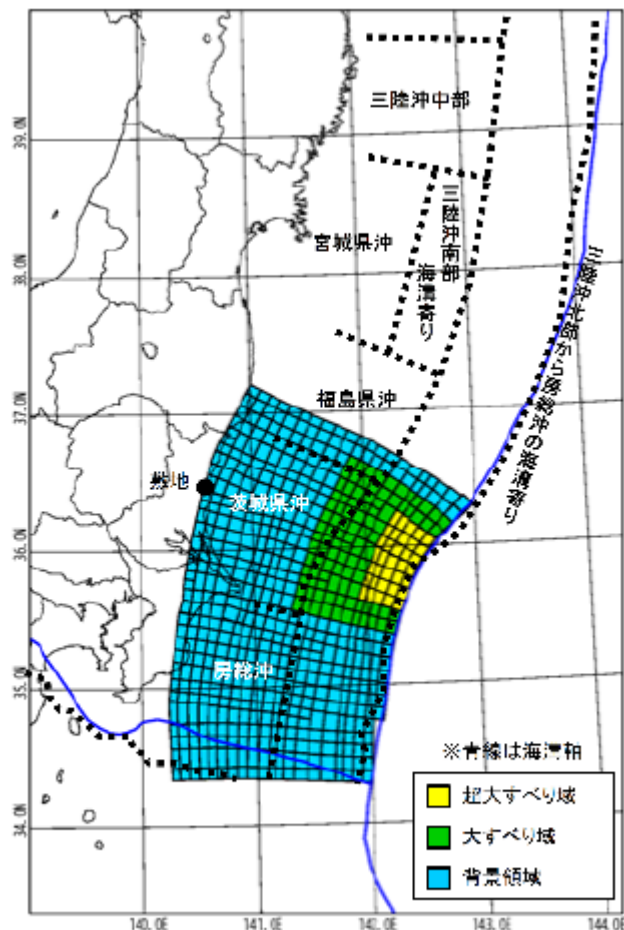 三陸沖中部
三陸沖南部
海溝寄り
宮城県沖
福島県沖
三陸沖北部から房総沖の海溝寄り
敷地
茨城県沖
房総沖
※青線は海溝軸
超大すべり域
大すべり域
背景領域
39.0N
38.0N
37.0N
36.0N
35.0N
34.0N
140.0E
141.0E
142.0E
143.0E
144.0E